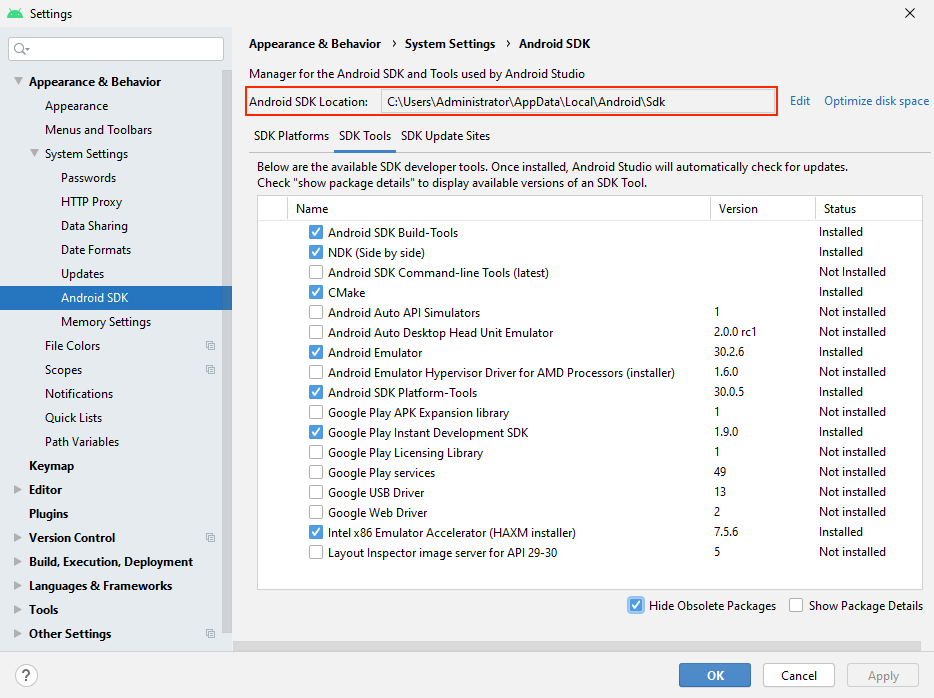 Settings
Appearance & Behavior
Appearance
Menus and Toolbars
System Settings
Passwords
HTTP Proxy
Data Sharing
Date Formats
Updates
Android SDK
Memory Settings
File Colors
Scopes
Notifications
Quick Lists
Path Variables
Keymap
Editor
Plugins
Version Control
Build, Execution, Deployment
Languages & Frameworks
Tools
Other Settings
Appearance & Behavior › System Settings › Android SDK
Manager for the Android SDK and Tools used by Android Studio
Android SDK Location: C:\Users\Administrator\AppData\Local\Android\Sdk Edit Optimize disk space
SDK Platforms SDK Tools SDK Update Sites
Below are the available SDK developer tools. Once installed, Android Studio will automatically check for updates.
Check "show package details" to display available versions of an SDK Tool.
Name Version Status
Android SDK Build-Tools Installed
NDK (Side by side) Installed
Android SDK Command-line Tools (latest) Not Installed
CMake Installed
Android Auto API Simulators 1 Not installed
Android Auto Desktop Head Unit Emulator 2.0.0 rc1 Not installed
Android Emulator 30.2.6 Installed
Android Emulator Hypervisor Driver for AMD Processors (installer) 1.6.0 Not installed
Android SDK Platform-Tools 30.0.5 Installed
Google Play APK Expansion library 1 Not installed
Google Play Instant Development SDK 1.9.0 Installed
Google Play Licensing Library 1 Not installed
Google Play services 49 Not installed
Google USB Driver 13 Not installed
Google Web Driver 2 Not installed
Intel x86 Emulator Accelerator (HAXM installer) 7.5.6 Installed
Layout Inspector image server for API 29-30 5 Not installed
Hide Obsolete Packages Show Package Details
? OK Cancel Apply